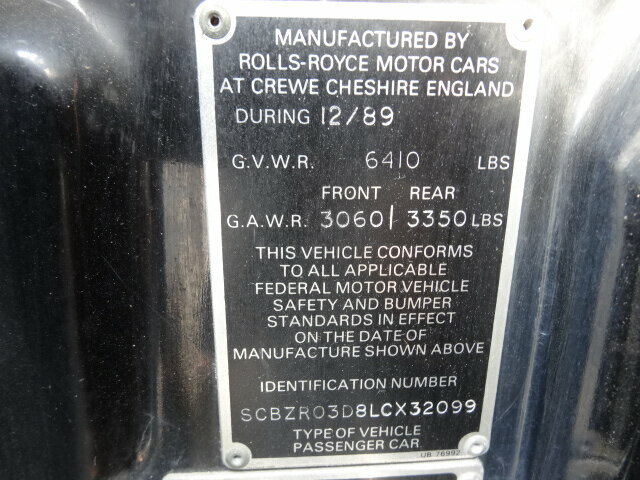 MANUFACTURED BY
ROLLS-ROYCE MOTOR CARS
AT CREWE CHESHIRE ENGLAND
DURING 12/89
G.V.W.R. 6410 LBS
FRONT REAR
G.A.W.R. 3060 / 3350 LBS
THIS VEHICLE CONFORMS
TO ALL APPLICABLE
FEDERAL MOTOR VEHICLE
SAFETY AND BUMPER
STANDARDS IN EFFECT
ON THE DATE OF
MANUFACTURE SHOWN ABOVE
IDENTIFICATION NUMBER
SCBZR03D8LCX32099
TYPE OF VEHICLE
PASSENGER CAR
UB 76992